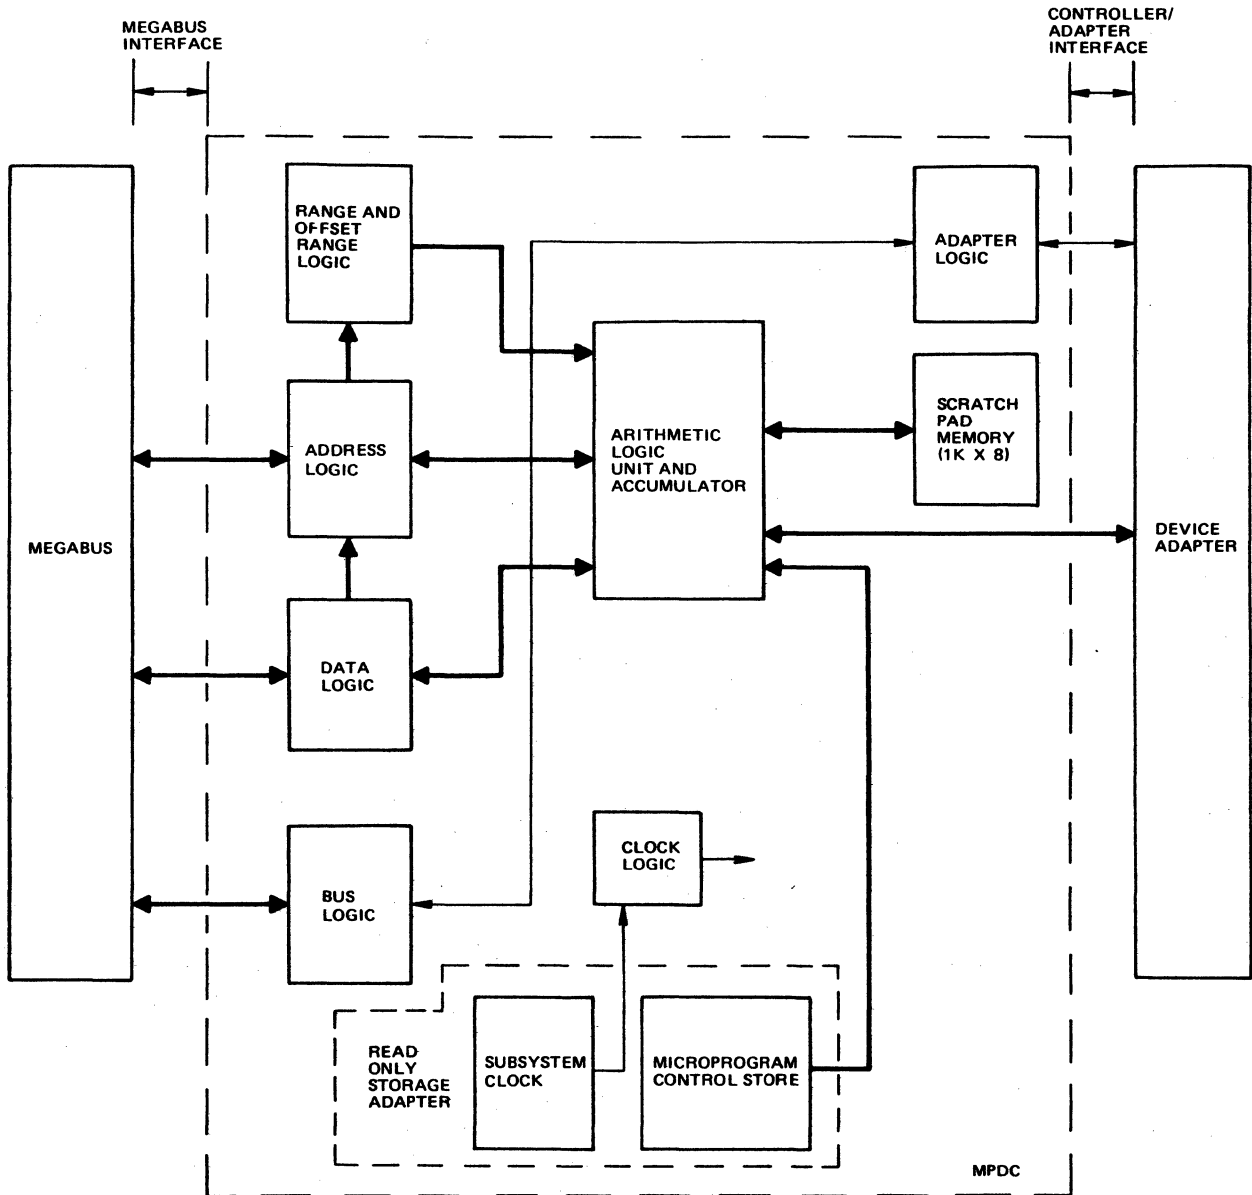 MEGABUS
INTERFACE
CONTROLLER/
ADAPTER
INTERFACE
RANGE AND
OFFSET
RANGE
LOGIC
ADAPTER
LOGIC
ADDRESS
LOGIC
ARITHMETIC
LOGIC
UNIT AND
ACCUMULATOR
SCRATCH
PAD
MEMORY
(1K X 8)
MEGABUS
DEVICE
ADAPTER
DATA
LOGIC
CLOCK
LOGIC
BUS
LOGIC
READ
ONLY
STORAGE
ADAPTER
SUBSYSTEM
CLOCK
MICROPROGRAM
CONTROL STORE
MPDC